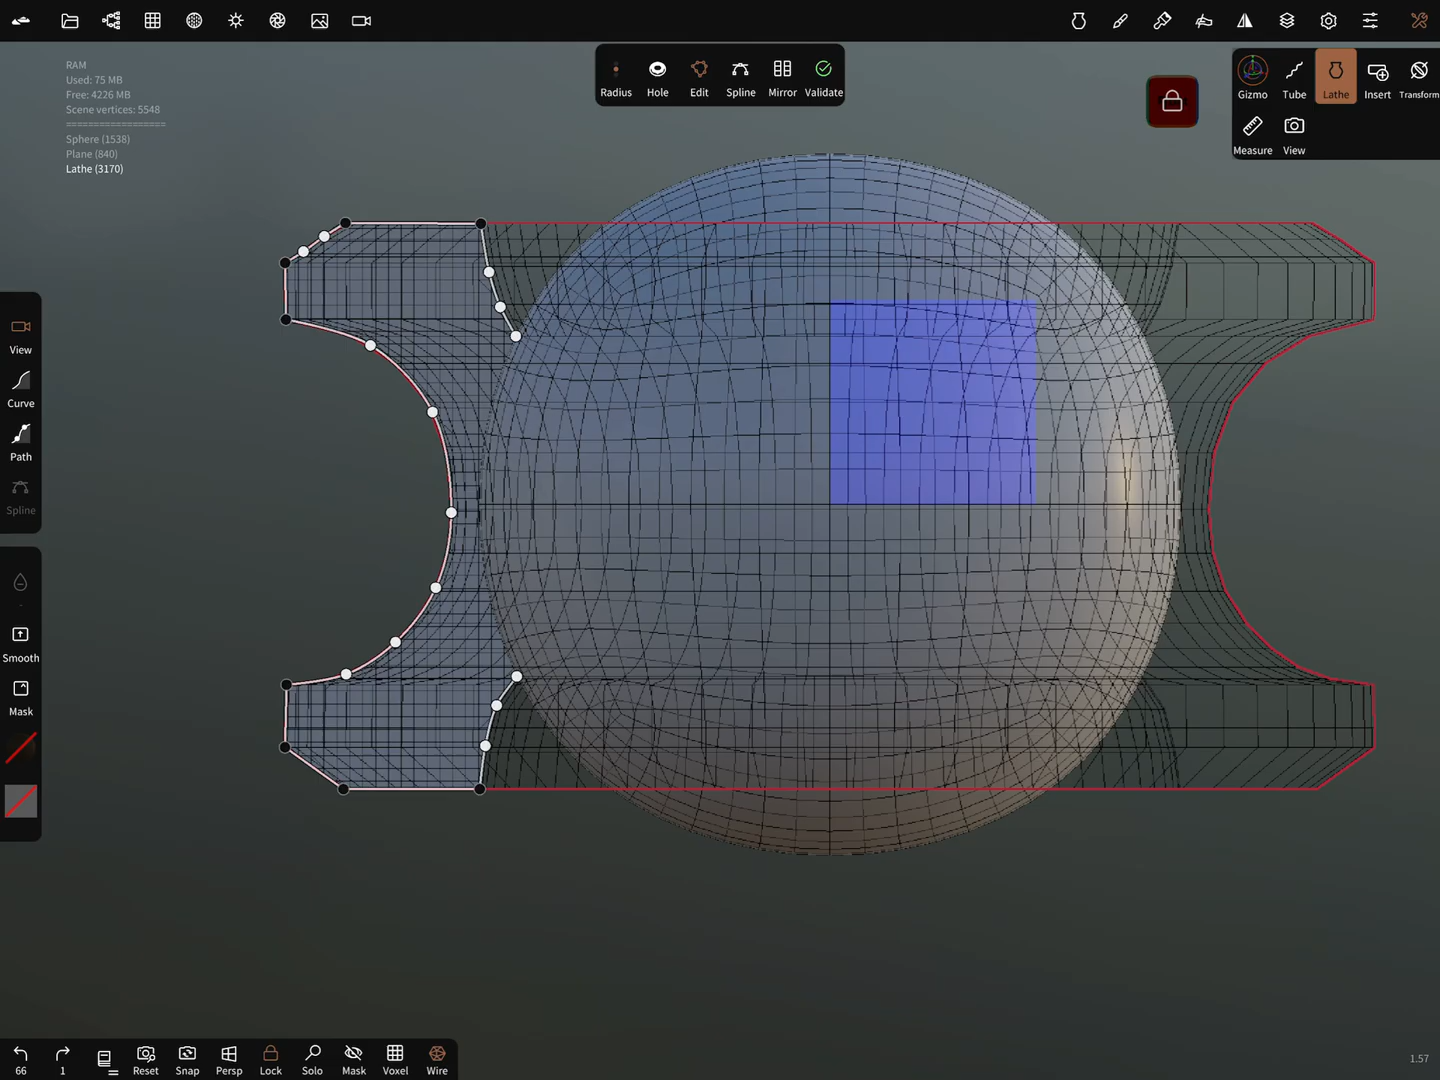 RAM
Used: 75 MB
Free: 4226 MB
Scene vertices: 5548
==================
Sphere (1538)
Plane (840)
Lathe (3170)
Radius
Hole
Edit
Spline
Mirror
Validate
Gizmo
Tube
Lathe
Insert
Transform
Measure
View
View
Curve
Path
Spline
-
Smooth
Mask
66
1
Reset
Snap
Persp
Lock
Solo
Mask
Voxel
Wire
1.57